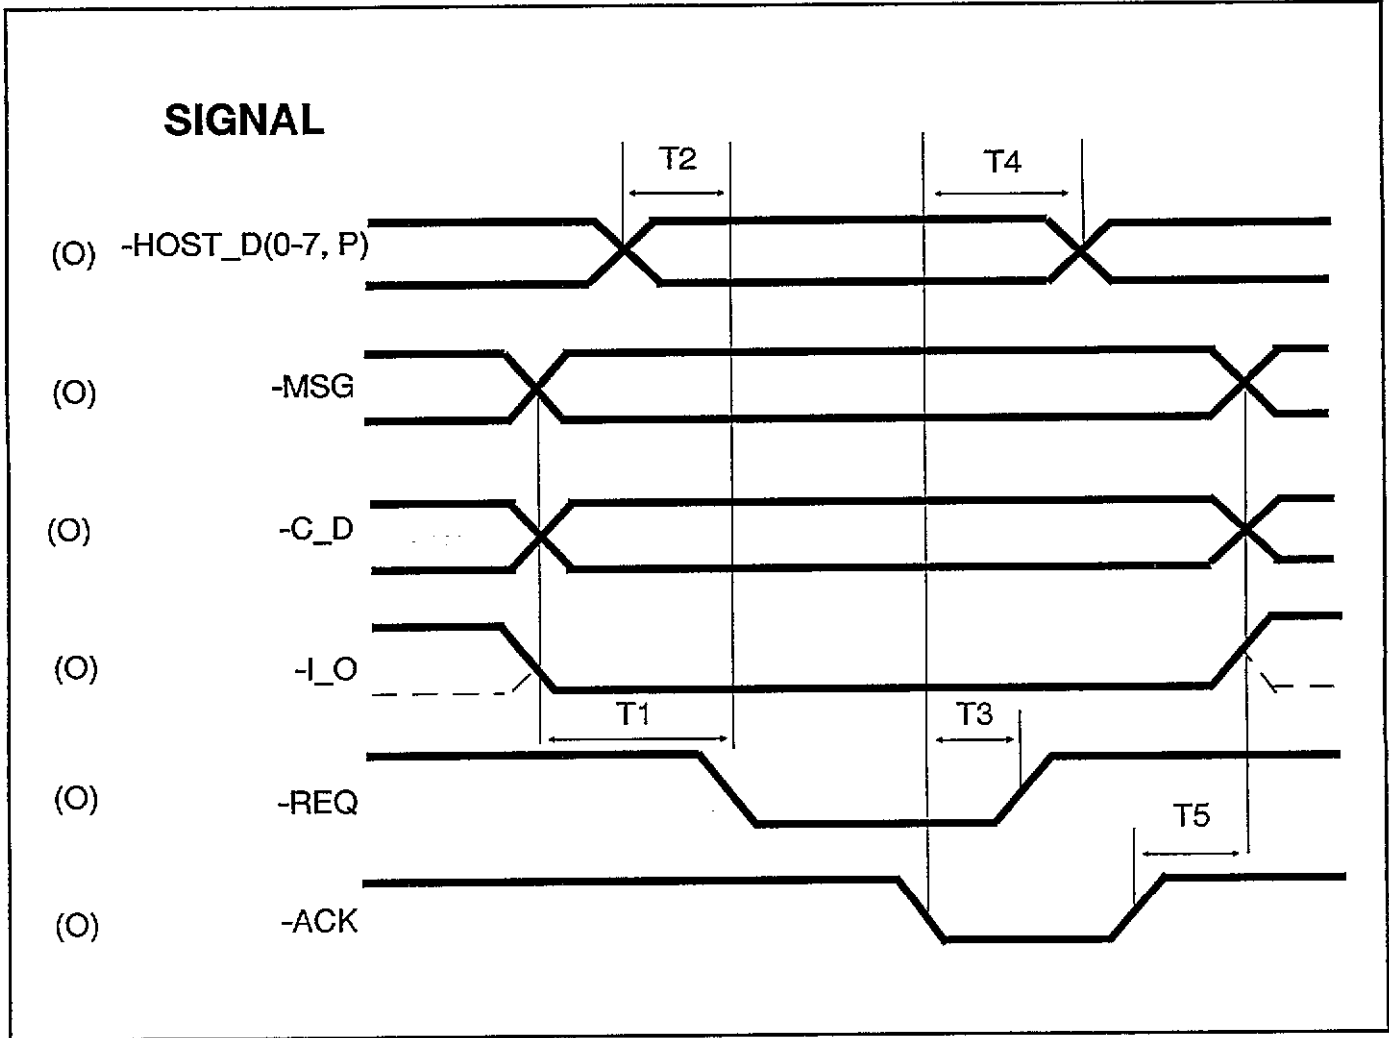 SIGNAL
T2
T4
(O) -HOST_D(0-7, P)
(O) -MSG
(O) -C_D
(O) -I_O
T1
T3
(O) -REQ
T5
(O) -ACK